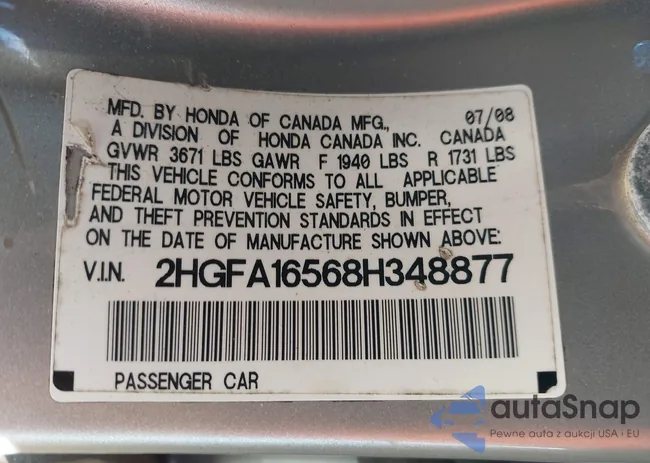 MFD. BY HONDA OF CANADA MFG., 07/08
A DIVISION OF HONDA CANADA INC. CANADA
GVWR 3671 LBS GAWR F 1940 LBS R 1731 LBS
THIS VEHICLE CONFORMS TO ALL APPLICABLE
FEDERAL MOTOR VEHICLE SAFETY, BUMPER,
AND THEFT PREVENTION STANDARDS IN EFFECT
ON THE DATE OF MANUFACTURE SHOWN ABOVE:
V.I.N. 2HGFA16568H348877
PASSENGER CAR
autaSnap
Pewne auta z aukcji USA i EU